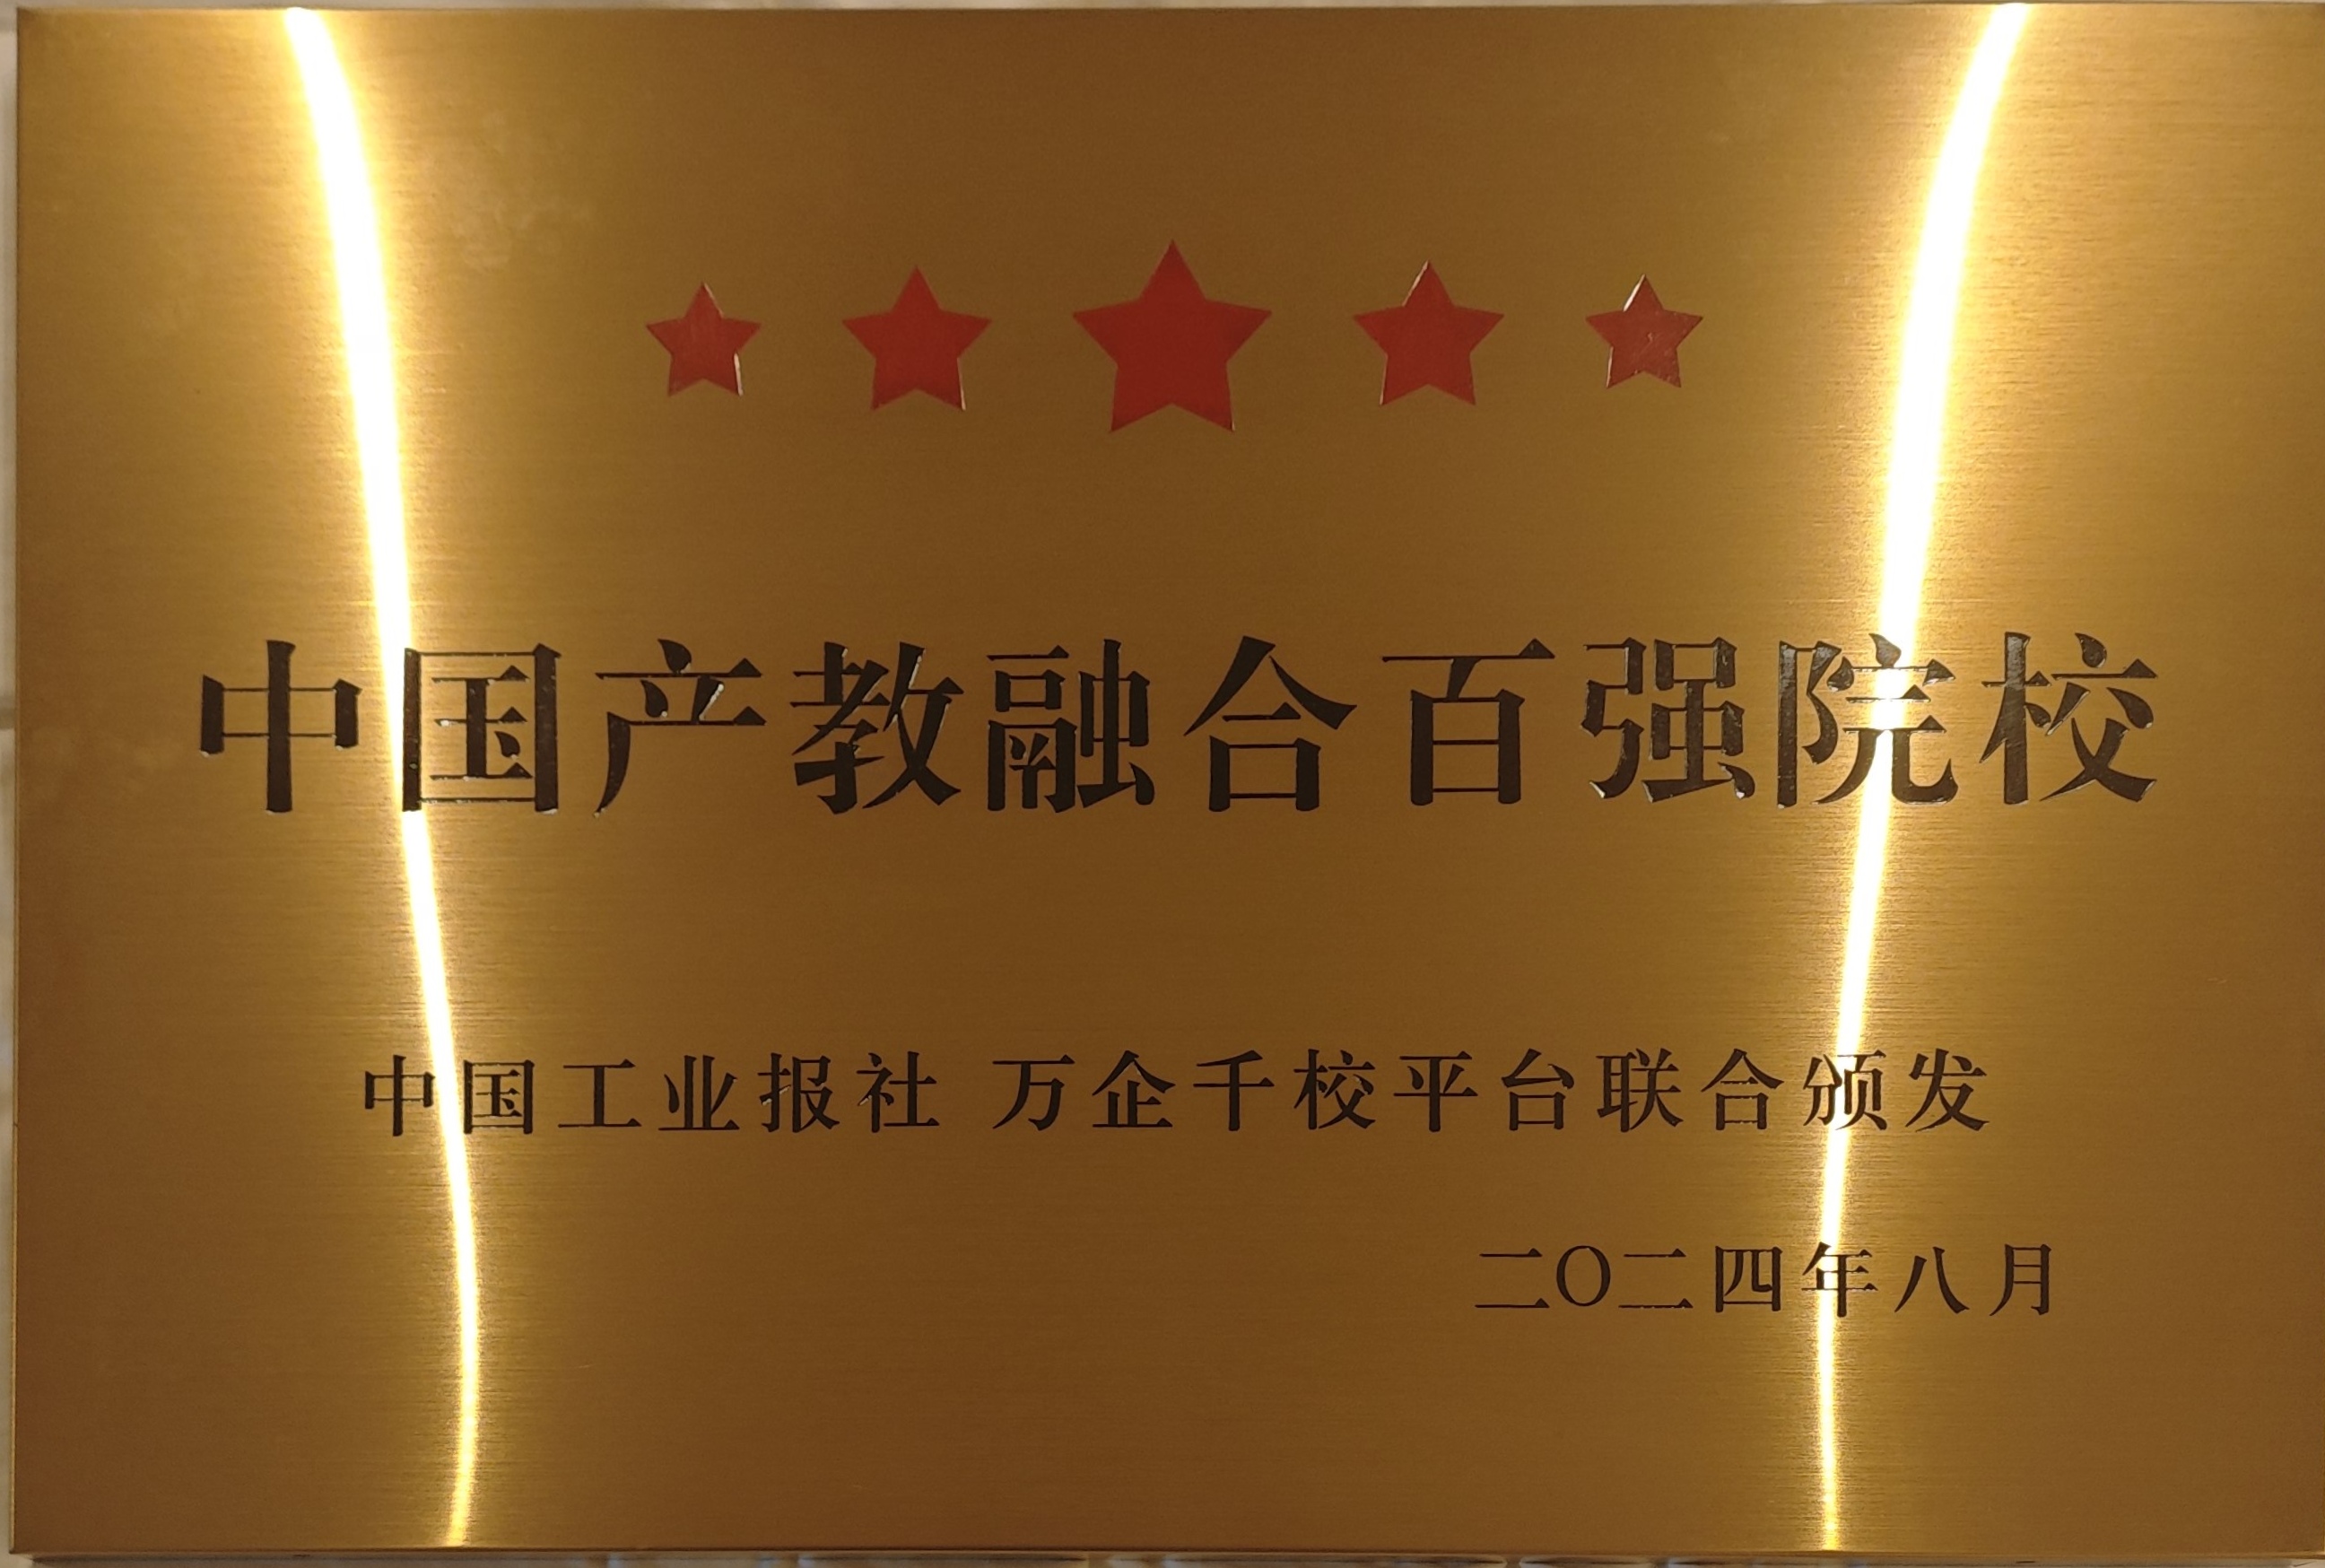 中国产教融合百强院校
中国工业报社 万企千校平台联合颁发
二〇二四年八月